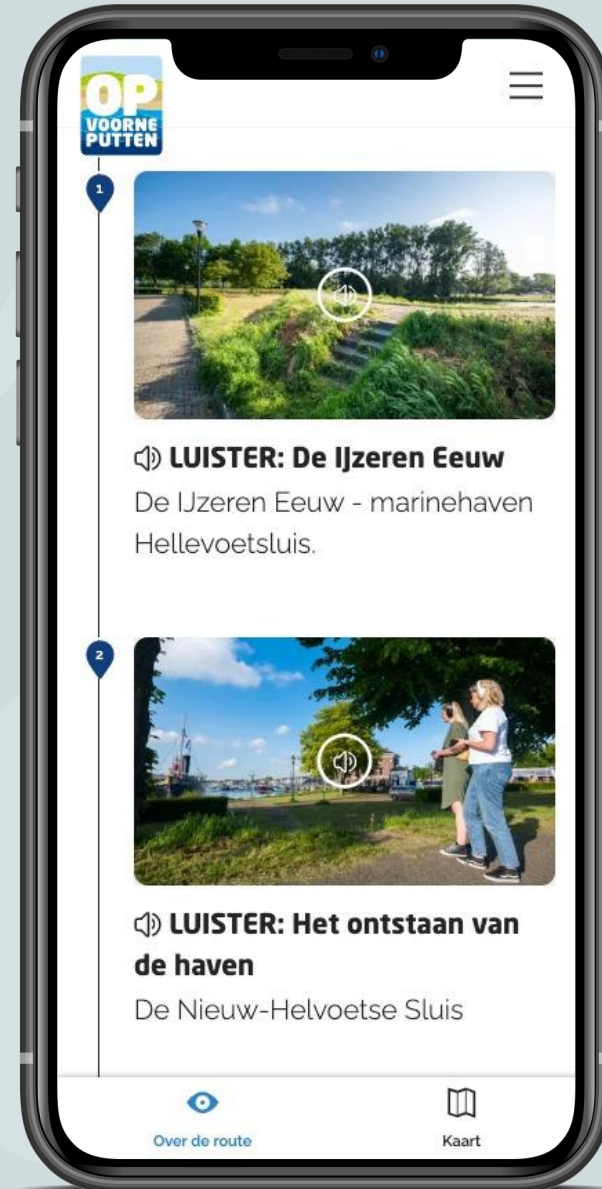 OP
VOORNE
PUTTEN
1
LUISTER: De IJzeren Eeuw
De IJzeren Eeuw - marinehaven
Hellevoetsluis.
2
LUISTER: Het ontstaan van
de haven
De Nieuw-Helvoetse Sluis
Over de route
Kaart